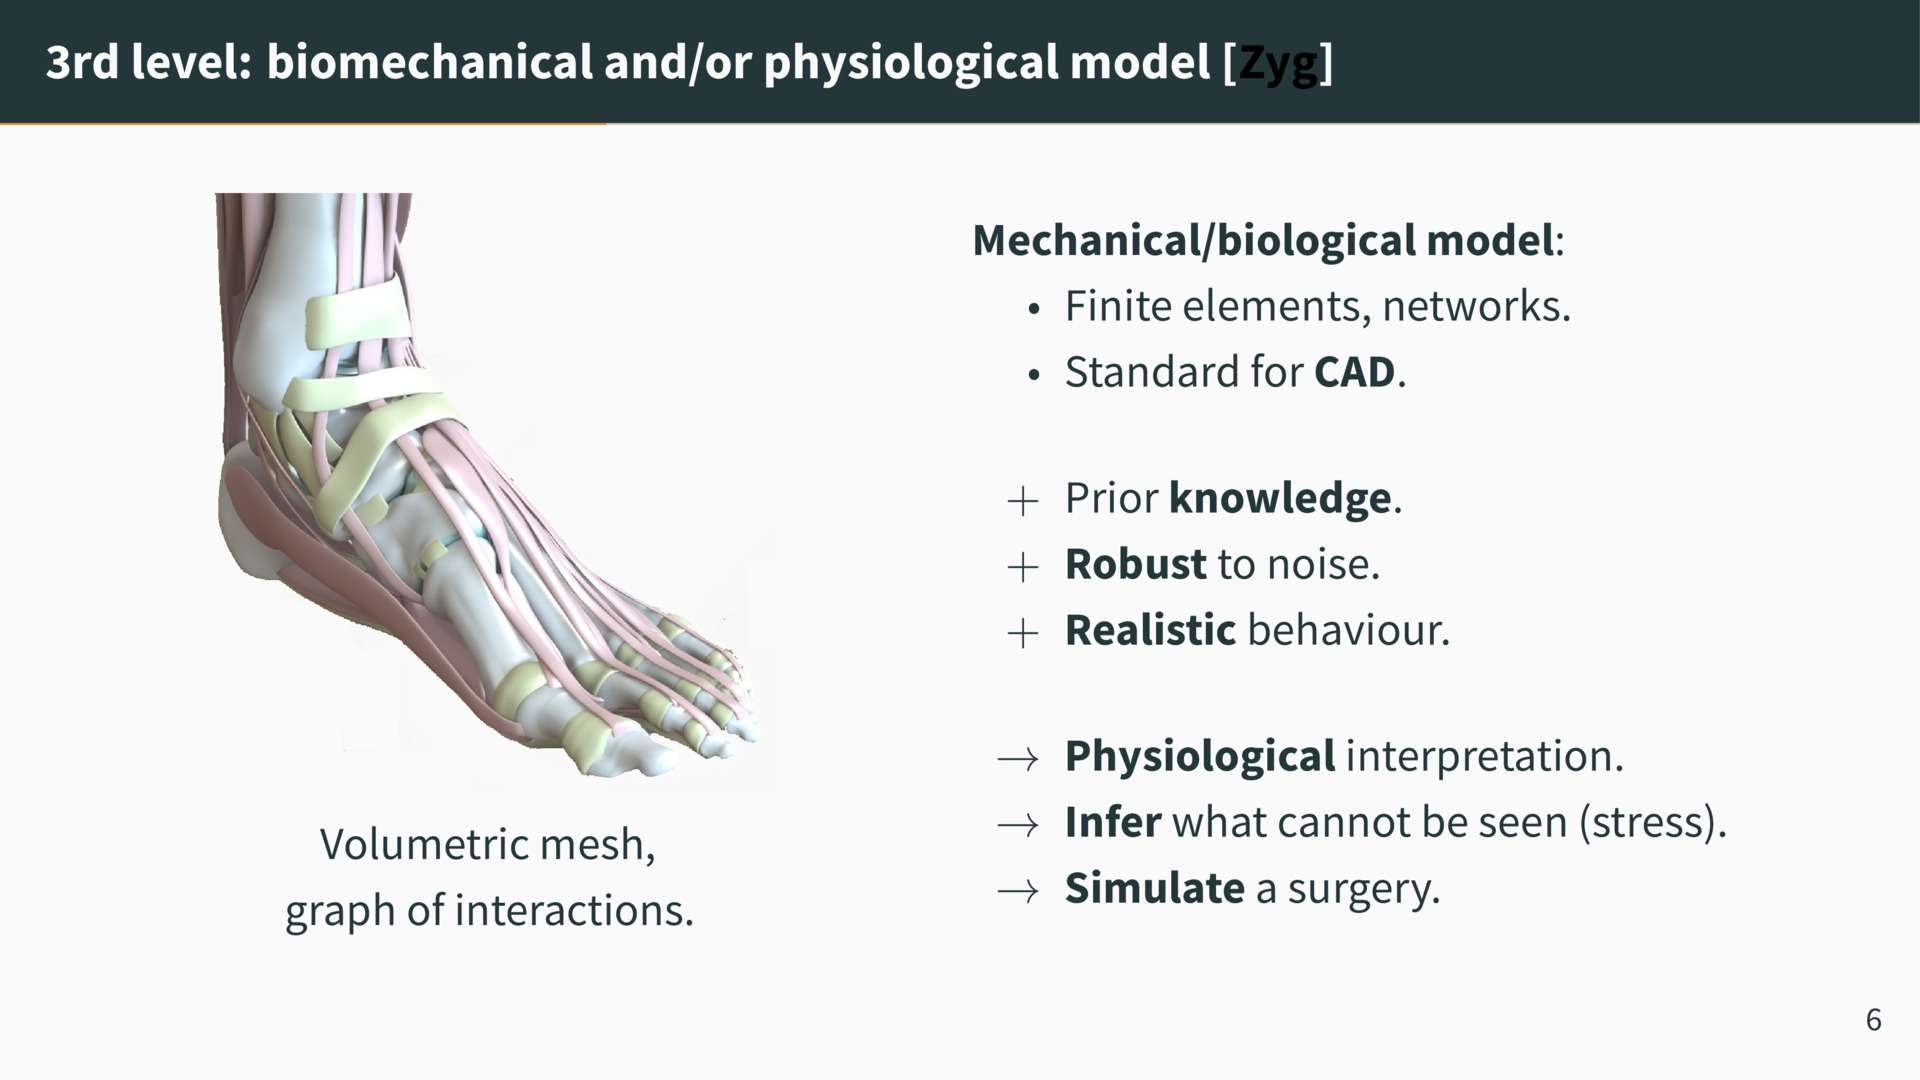 3rd level: biomechanical and/or physiological model [Zyg]
Volumetric mesh,
graph of interactions.
Mechanical/biological model:
• Finite elements, networks.
• Standard for CAD.
+ Prior knowledge.
+ Robust to noise.
+ Realistic behaviour.
→ Physiological interpretation.
→ Infer what cannot be seen (stress).
→ Simulate a surgery.
6